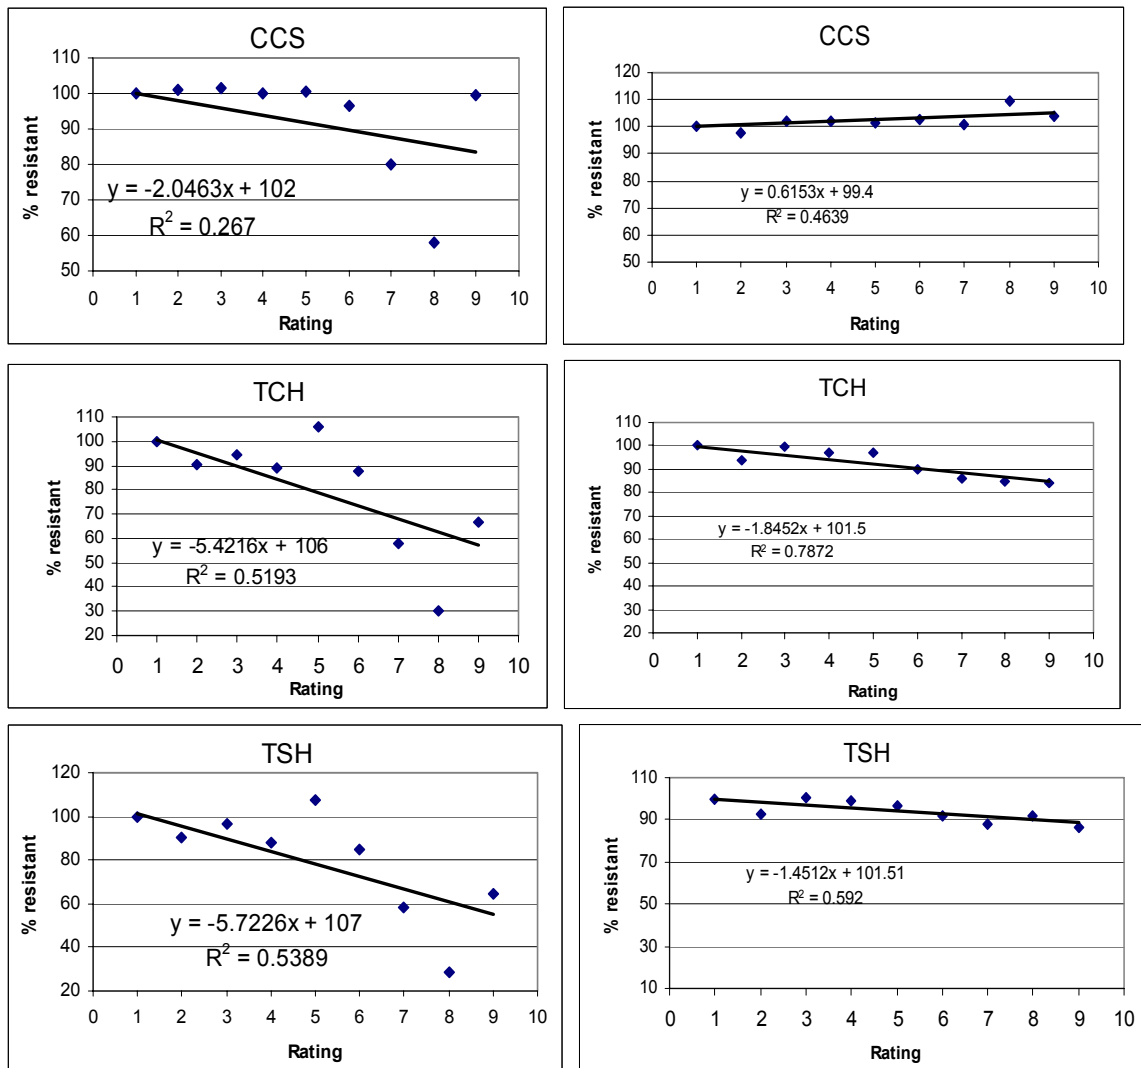 CCS
110
100
90
80
70
60
50
% resistant
y = -2.0463x + 102
R² = 0.267
0 1 2 3 4 5 6 7 8 9 10
Rating
CCS
120
110
100
90
80
70
60
50
% resistant
y = 0.6153x + 99.4
R² = 0.4639
0 1 2 3 4 5 6 7 8 9 10
Rating
TCH
110
100
90
80
70
60
50
40
30
20
% resistant
y = -5.4216x + 106
R² = 0.5193
0 1 2 3 4 5 6 7 8 9 10
Rating
TCH
110
100
90
80
70
60
50
40
30
20
% resistant
y = -1.8452x + 101.5
R² = 0.7872
0 1 2 3 4 5 6 7 8 9 10
Rating
TSH
120
100
80
60
40
20
% resistant
y = -5.7226x + 107
R² = 0.5389
0 1 2 3 4 5 6 7 8 9 10
Rating
TSH
110
90
70
50
30
10
% resistant
y = -1.4512x + 101.51
R² = 0.592
0 1 2 3 4 5 6 7 8 9 10
Rating